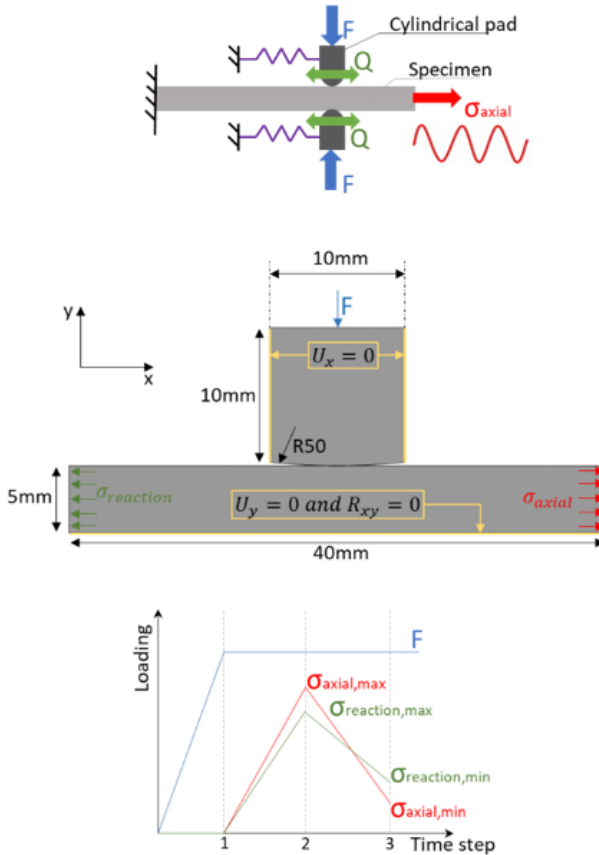 F
Cylindrical pad
Q
Specimen
σaxial
Q
F
10mm
F
y
x
Ux = 0
10mm
R50
5mm
σreaction
Uy = 0 and Rxy = 0
σaxial
40mm
Loading
F
σaxial,max
σreaction,max
σreaction,min
σaxial,min
1 2 3 Time step